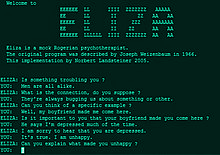 Welcome to
EEEEEE LL IIII ZZZZZZZ AAAAA
EE LL II ZZ AA AA
EEEEE LL II ZZZ AAAAAAA
EE LL II ZZ AA AA
EEEEEE LLLLLL IIII ZZZZZZZ AA AA
Eliza is a mock Rogerian psychotherapist.
The original program was described by Joseph Weizenbaum in 1966.
This implementation by Norbert Landsteiner 2005.
ELIZA: Is something troubling you ?
YOU: Men are all alike.
ELIZA: What is the connection, do you suppose ?
YOU: They're always bugging us about something or other.
ELIZA: Can you think of a specific example ?
YOU: Well, my boyfriend made me come here.
ELIZA: Is it important to you that your boyfriend made you come here ?
YOU: He says I'm depressed much of the time.
ELIZA: I am sorry to hear that you are depressed.
YOU: It's true. I am unhappy.
ELIZA: Can you explain what made you unhappy ?
YOU: